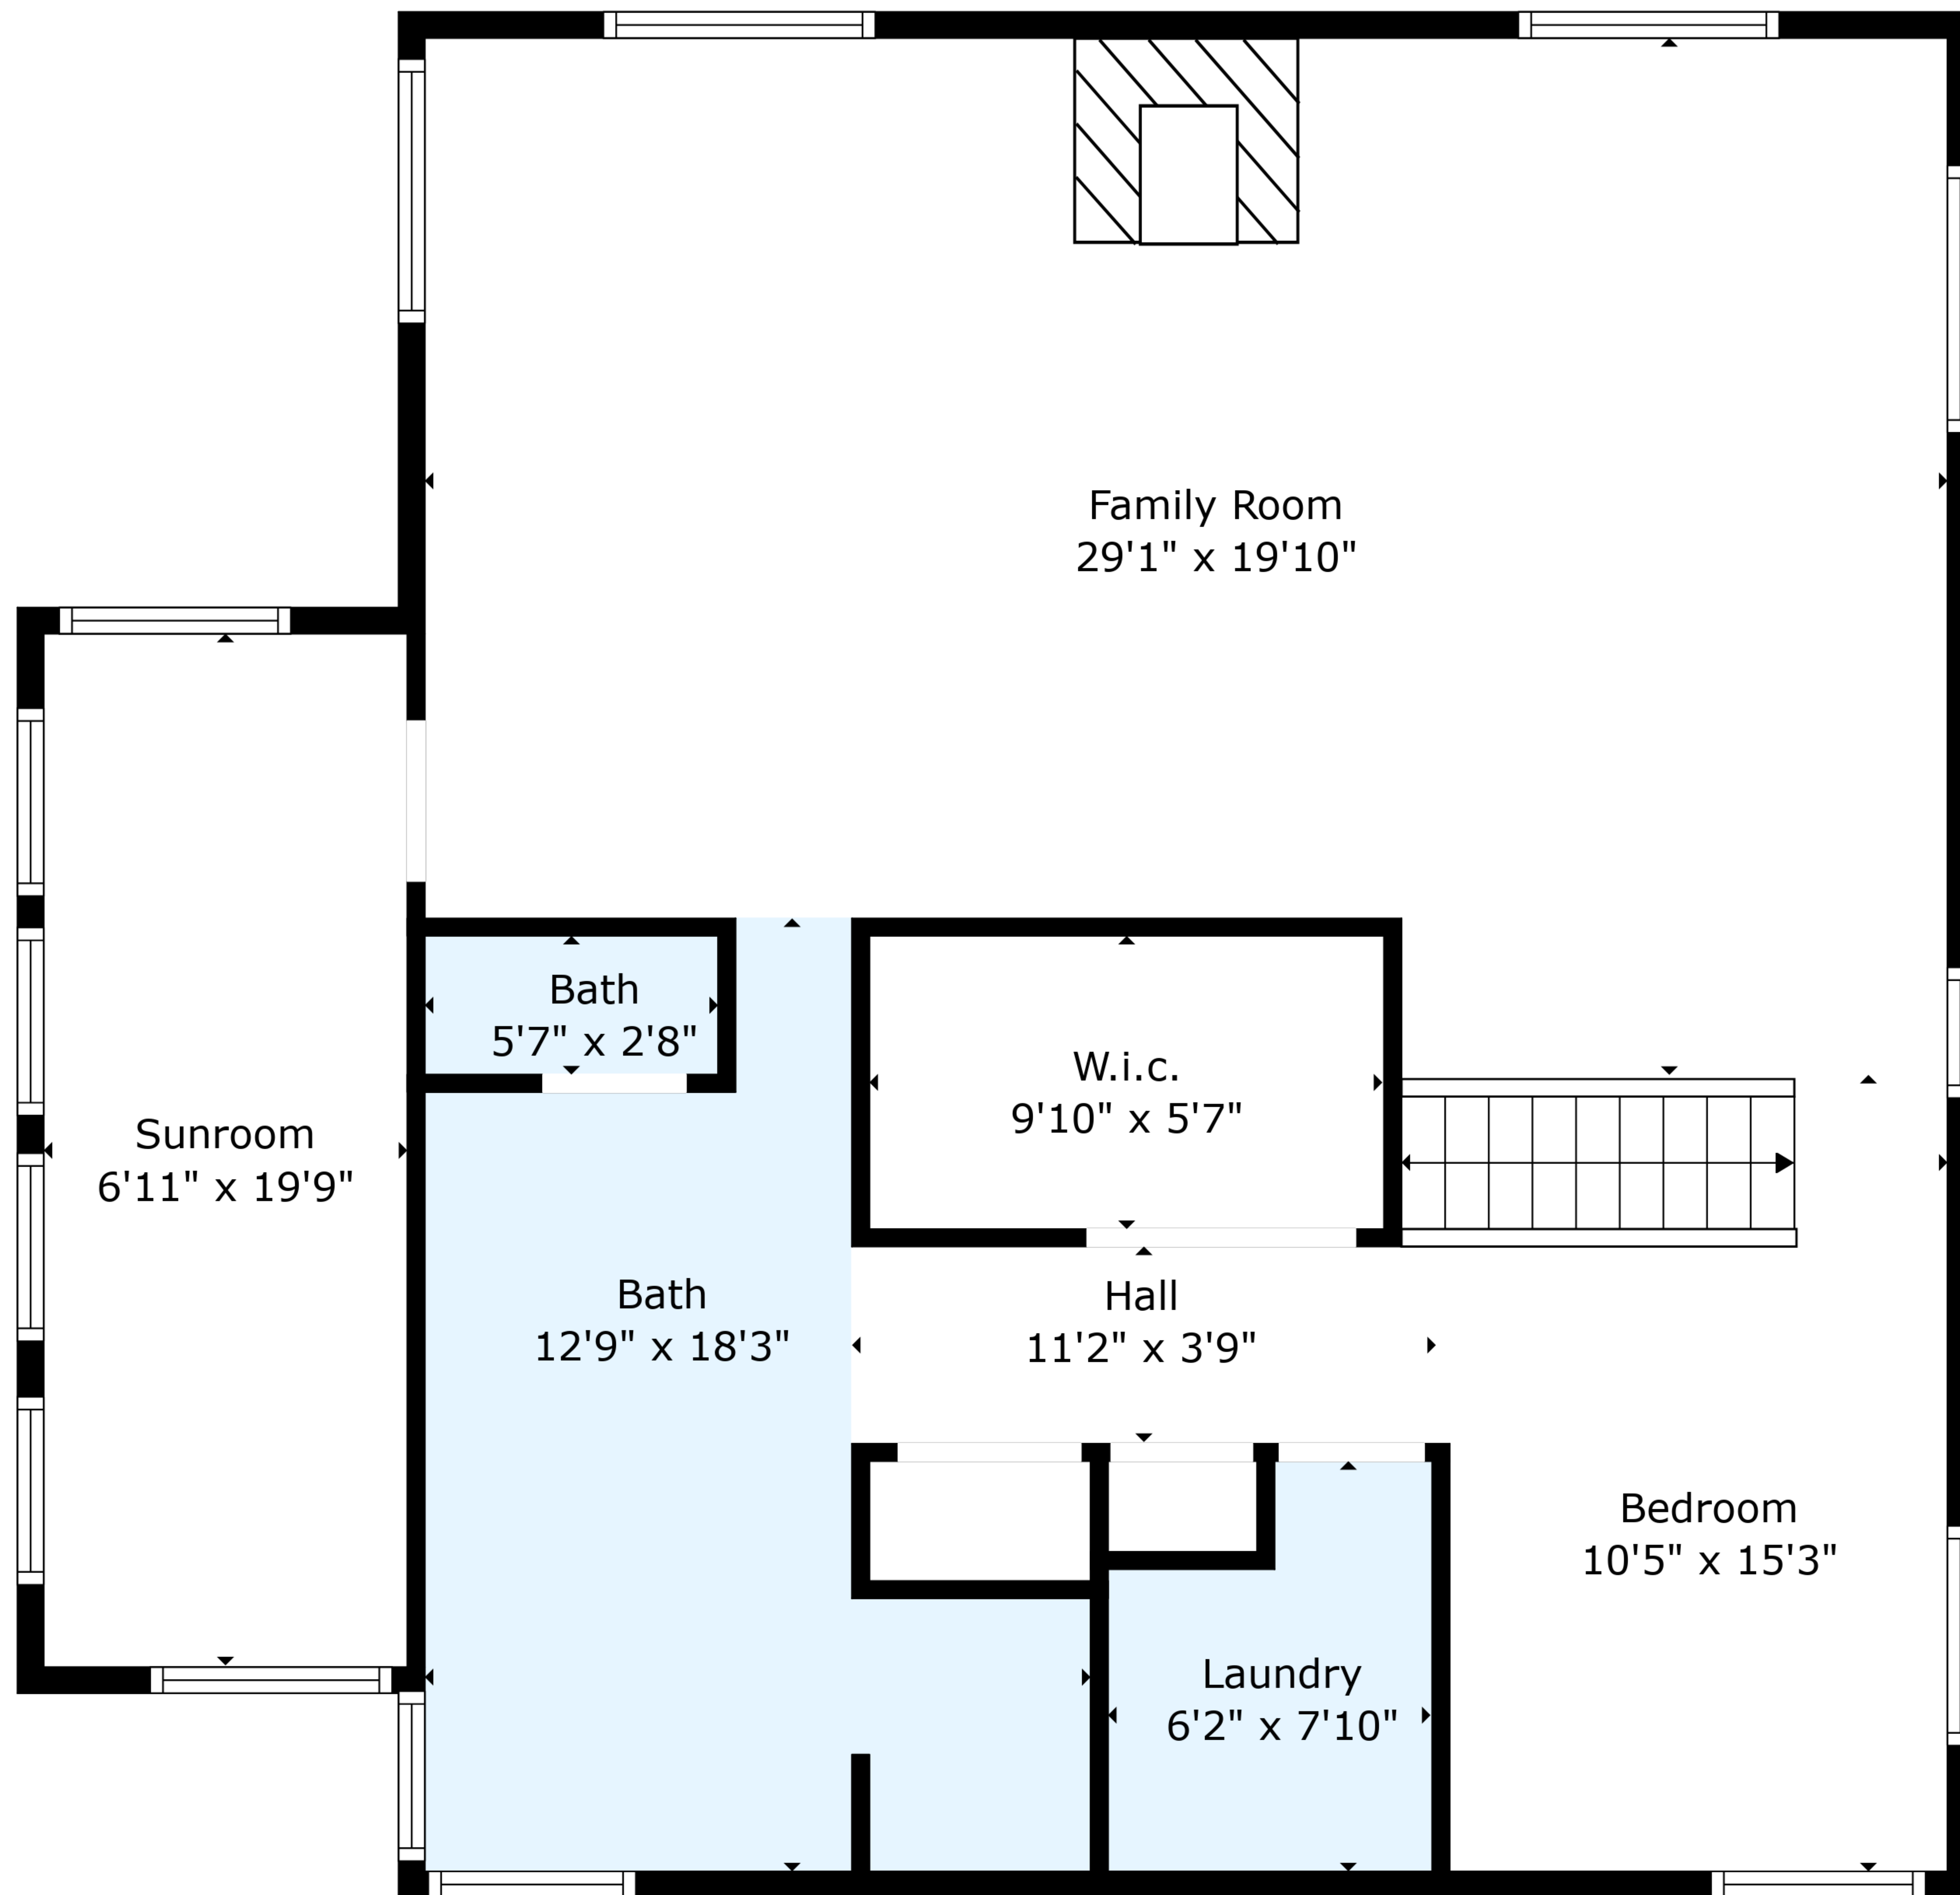 Family Room
29'1" x 19'10"
Bath
5'7" x 2'8"
W.i.c.
9'10" x 5'7"
Sunroom
6'11" x 19'9"
Bath
12'9" x 18'3"
Hall
11'2" x 3'9"
Bedroom
10'5" x 15'3"
Laundry
6'2" x 7'10"